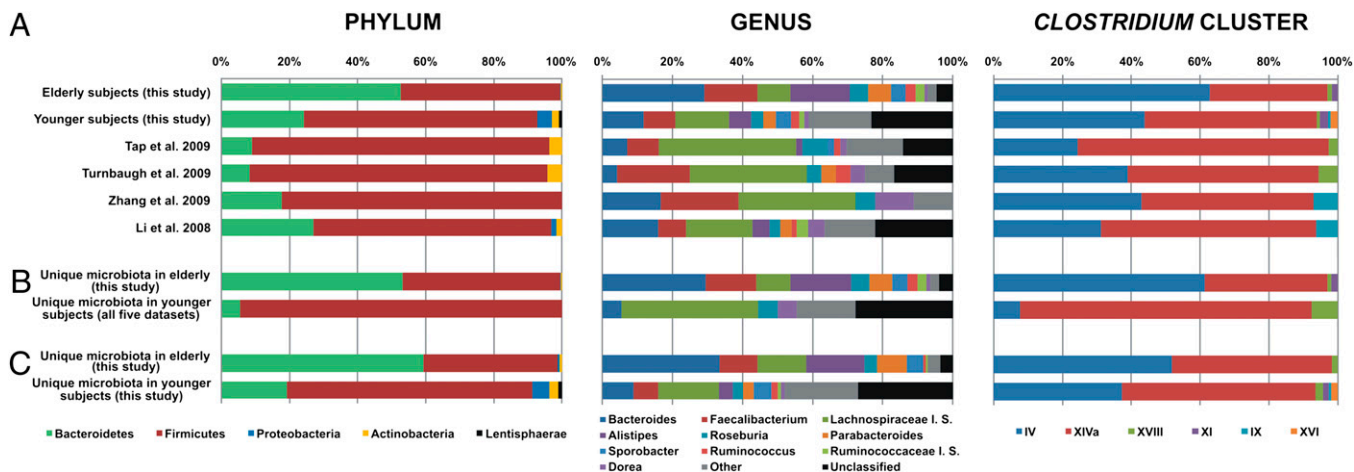 A
PHYLUM
GENUS
CLOSTRIDIUM CLUSTER
0% 20% 40% 60% 80% 100%
0% 20% 40% 60% 80% 100%
0% 20% 40% 60% 80% 100%
Elderly subjects (this study)
Younger subjects (this study)
Tap et al. 2009
Turnbaugh et al. 2009
Zhang et al. 2009
Li et al. 2008
B
Unique microbiota in elderly
(this study)
Unique microbiota in younger
subjects (all five datasets)
C
Unique microbiota in elderly
(this study)
Unique microbiota in younger
subjects (this study)
Bacteroidetes Firmicutes Proteobacteria Actinobacteria Lentisphaerae
Bacteroides Faecalibacterium Lachnospiraceae I. S.
Alistipes Roseburia Parabacteroides
Sporobacter Ruminococcus Ruminococcaceae I. S.
Dorea Other Unclassified
IV XIVa XVIII XI IX XVI